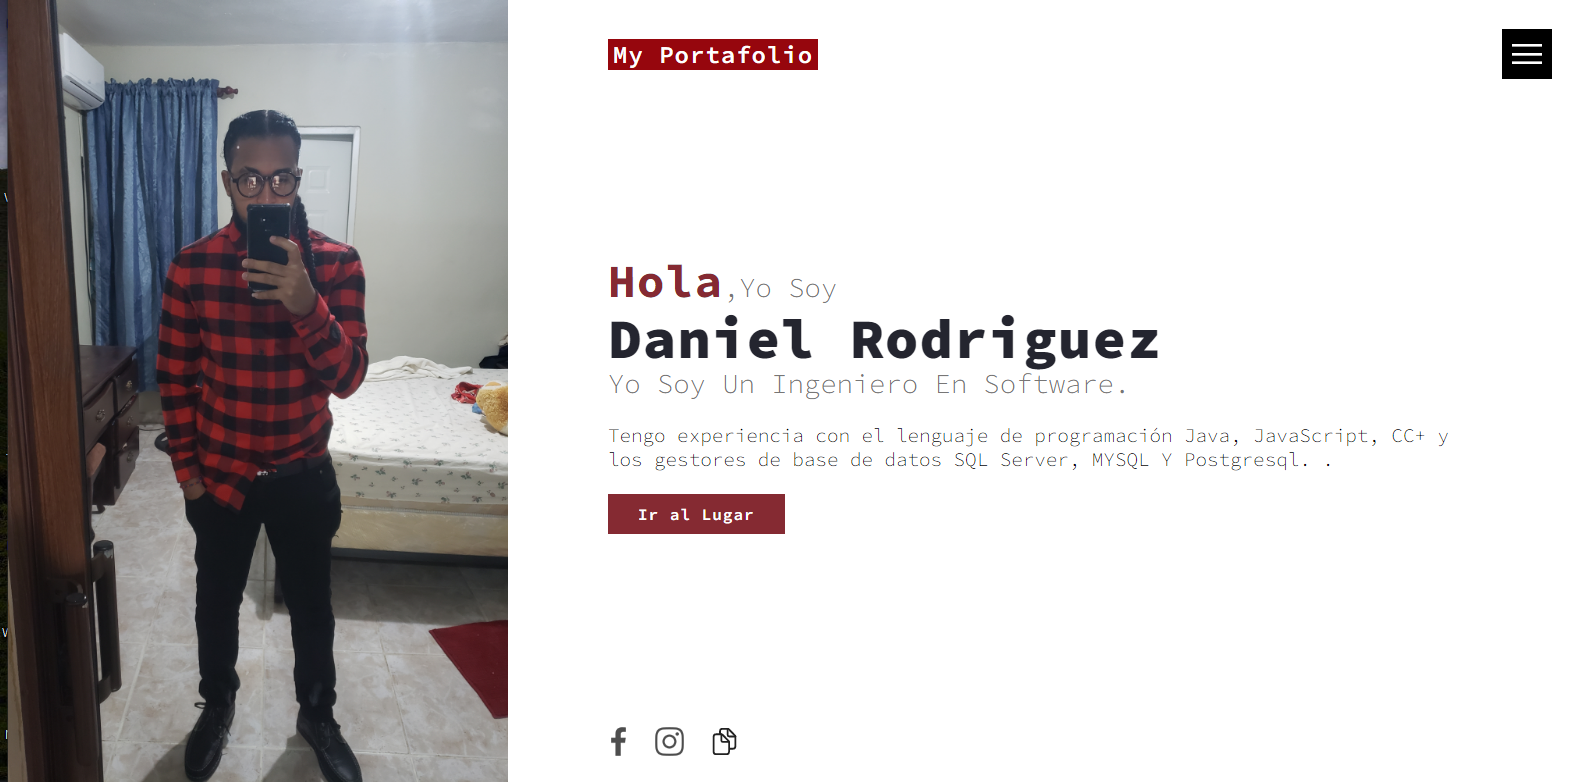 My Portafolio
Hola,Yo Soy
Daniel Rodriguez
Yo Soy Un Ingeniero En Software.
Tengo experiencia con el lenguaje de programación Java, JavaScript, CC+ y
los gestores de base de datos SQL Server, MYSQL Y Postgresql. .
Ir al Lugar